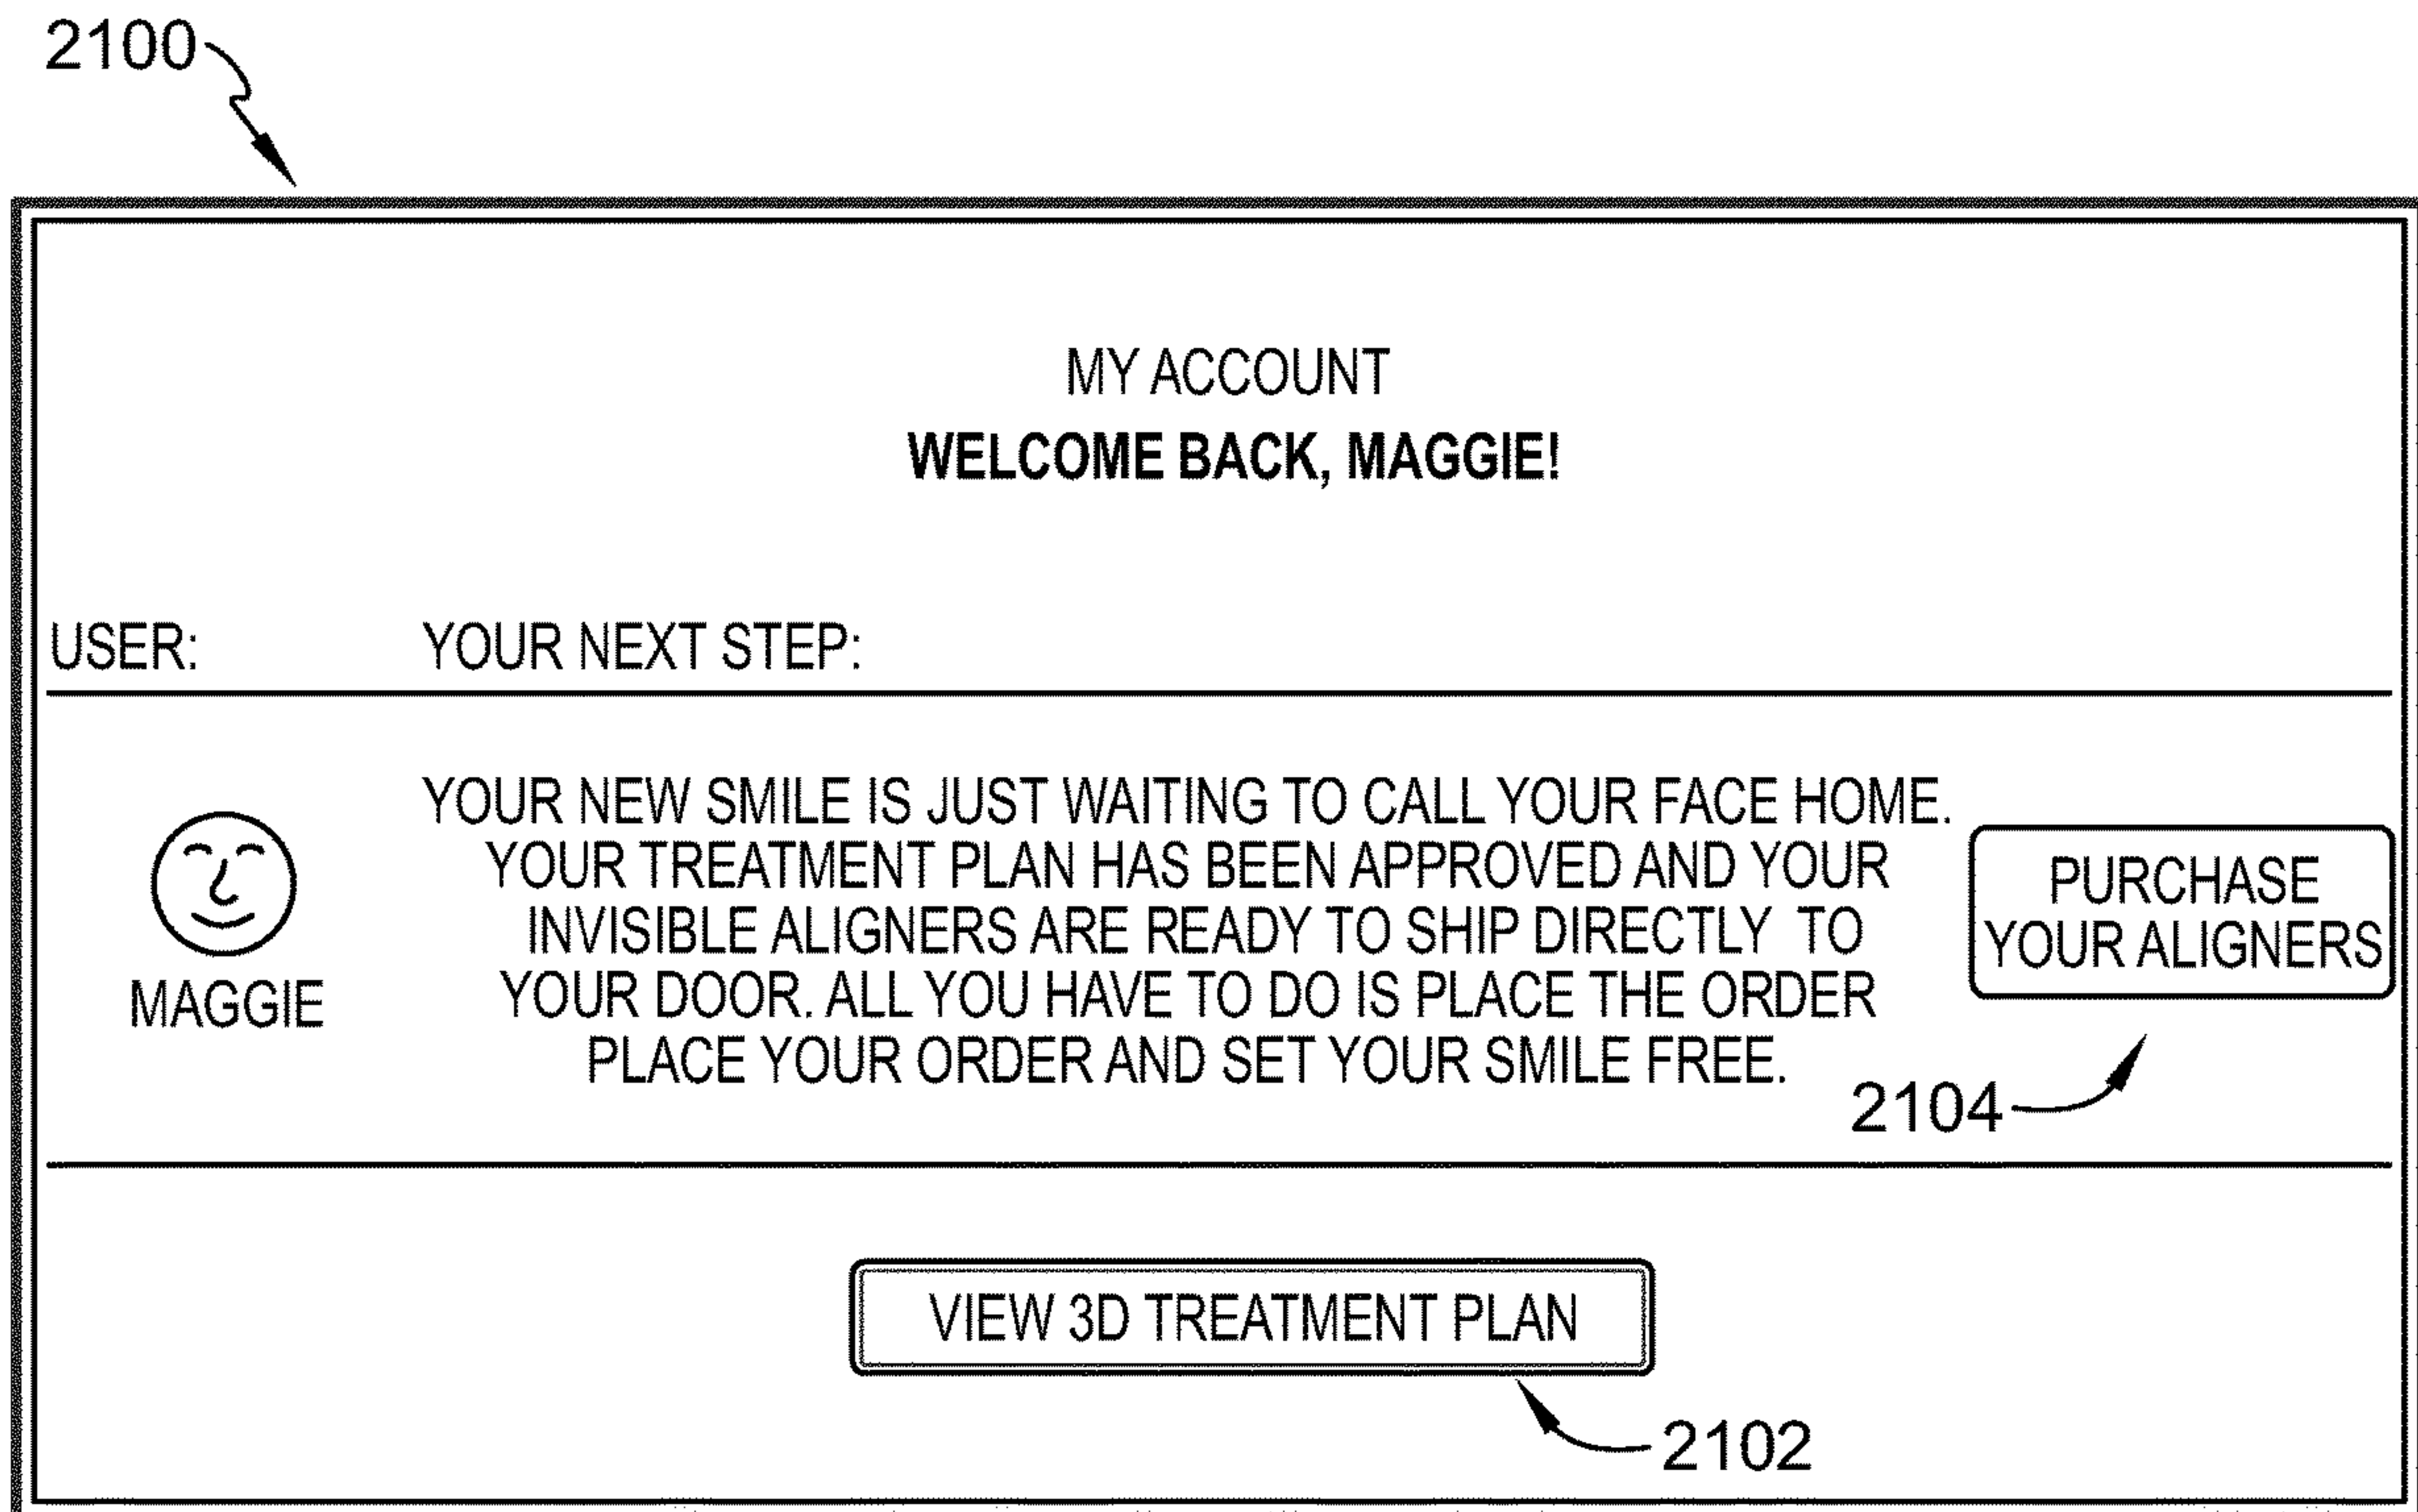 2100
MY ACCOUNT
WELCOME BACK, MAGGIE!
USER: YOUR NEXT STEP:
YOUR NEW SMILE IS JUST WAITING TO CALL YOUR FACE HOME.
YOUR TREATMENT PLAN HAS BEEN APPROVED AND YOUR
INVISIBLE ALIGNERS ARE READY TO SHIP DIRECTLY TO
YOUR DOOR. ALL YOU HAVE TO DO IS PLACE THE ORDER
PLACE YOUR ORDER AND SET YOUR SMILE FREE.
MAGGIE
PURCHASE
YOUR ALIGNERS
2104
VIEW 3D TREATMENT PLAN
2102